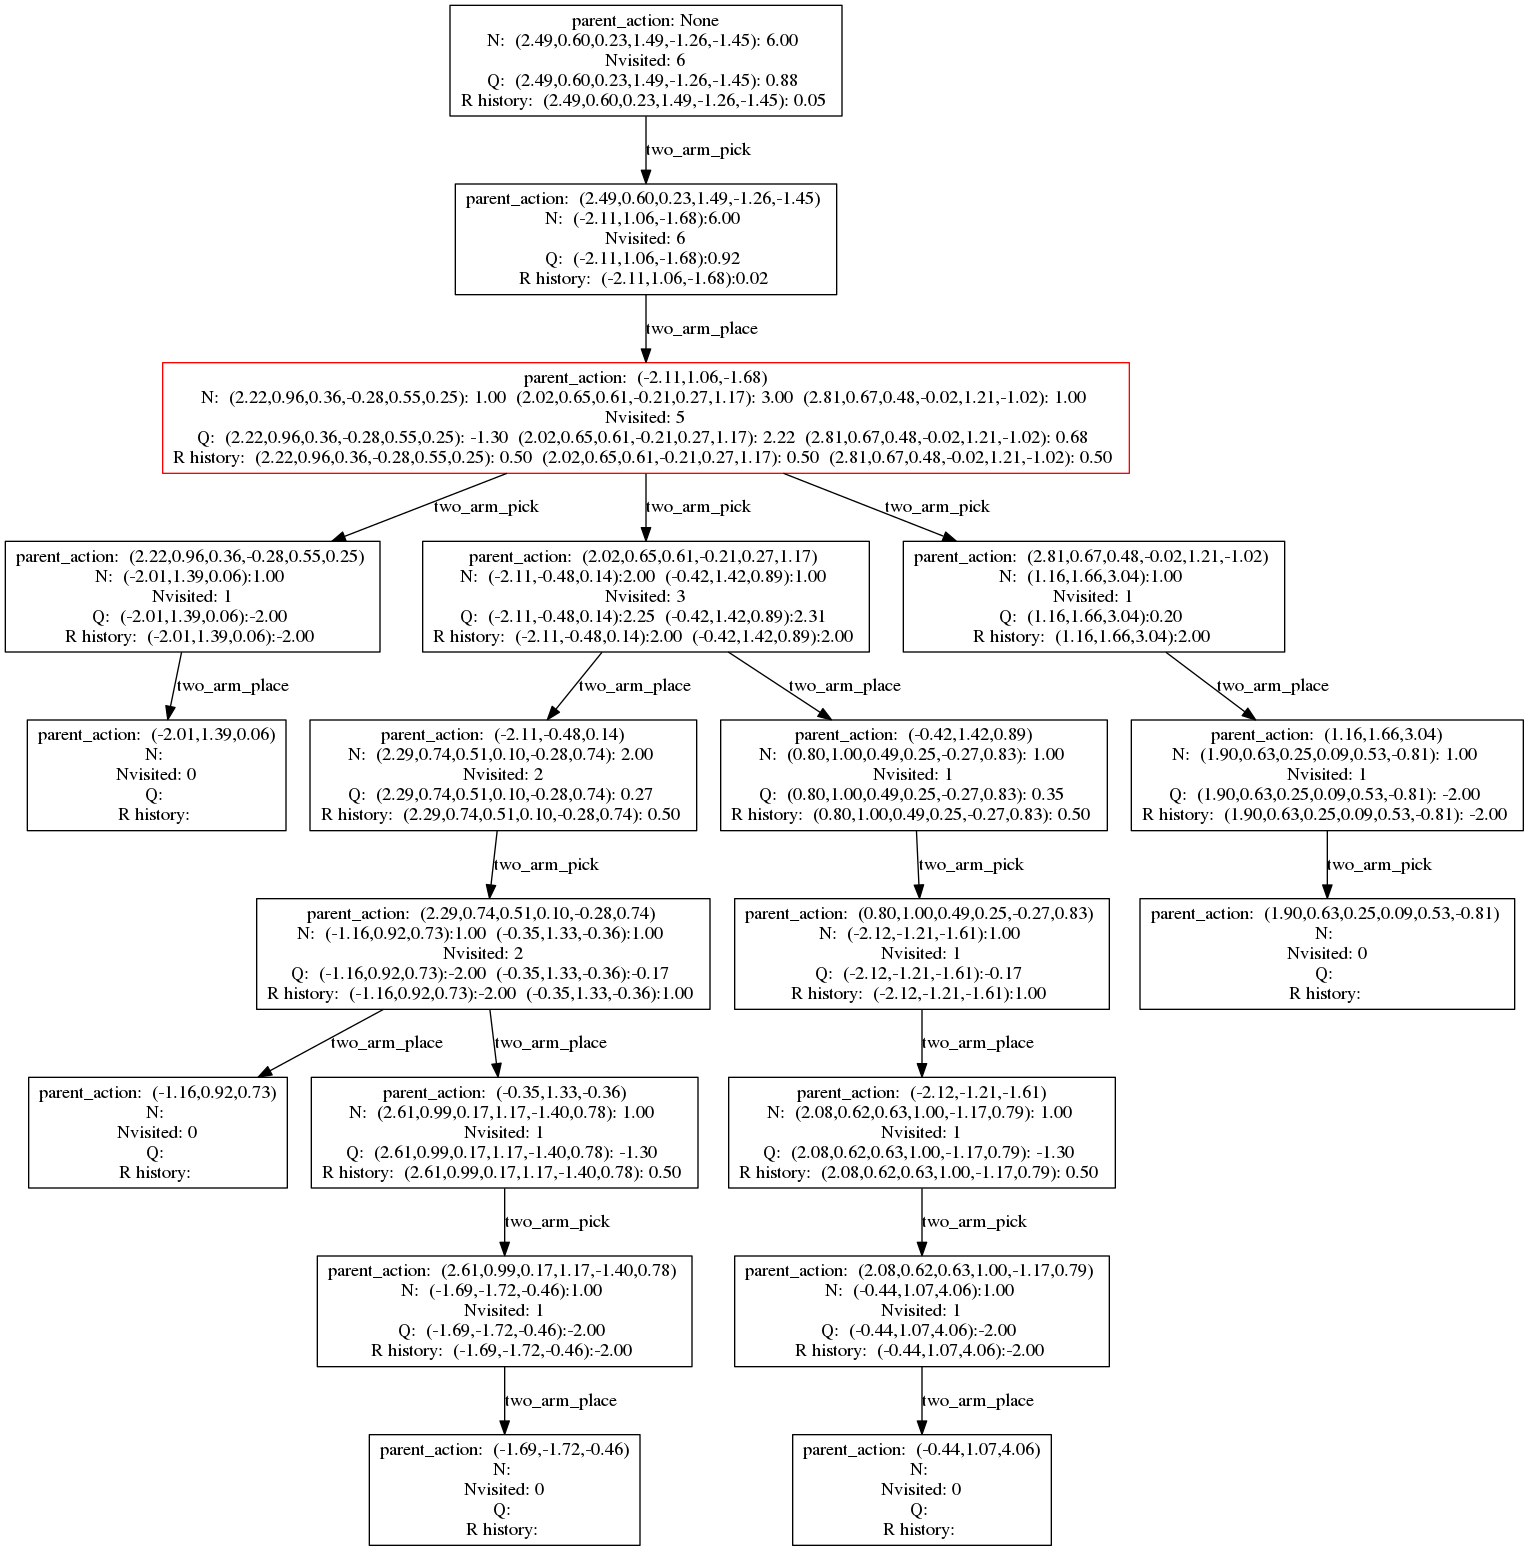 parent_action: None
N: (2.49,0.60,0.23,1.49,-1.26,-1.45): 6.00
Nvisited: 6
Q: (2.49,0.60,0.23,1.49,-1.26,-1.45): 0.88
R history: (2.49,0.60,0.23,1.49,-1.26,-1.45): 0.05
two_arm_pick
parent_action: (2.49,0.60,0.23,1.49,-1.26,-1.45)
N: (-2.11,1.06,-1.68):6.00
Nvisited: 6
Q: (-2.11,1.06,-1.68):0.92
R history: (-2.11,1.06,-1.68):0.02
two_arm_place
parent_action: (-2.11,1.06,-1.68)
N: (2.22,0.96,0.36,-0.28,0.55,0.25): 1.00 (2.02,0.65,0.61,-0.21,0.27,1.17): 3.00 (2.81,0.67,0.48,-0.02,1.21,-1.02): 1.00
Nvisited: 5
Q: (2.22,0.96,0.36,-0.28,0.55,0.25): -1.30 (2.02,0.65,0.61,-0.21,0.27,1.17): 2.22 (2.81,0.67,0.48,-0.02,1.21,-1.02): 0.68
R history: (2.22,0.96,0.36,-0.28,0.55,0.25): 0.50 (2.02,0.65,0.61,-0.21,0.27,1.17): 0.50 (2.81,0.67,0.48,-0.02,1.21,-1.02): 0.50
two_arm_pick
two_arm_pick
two_arm_pick
parent_action: (2.22,0.96,0.36,-0.28,0.55,0.25)
N: (-2.01,1.39,0.06):1.00
Nvisited: 1
Q: (-2.01,1.39,0.06):-2.00
R history: (-2.01,1.39,0.06):-2.00
parent_action: (2.02,0.65,0.61,-0.21,0.27,1.17)
N: (-2.11,-0.48,0.14):2.00 (-0.42,1.42,0.89):1.00
Nvisited: 3
Q: (-2.11,-0.48,0.14):2.25 (-0.42,1.42,0.89):2.31
R history: (-2.11,-0.48,0.14):2.00 (-0.42,1.42,0.89):2.00
parent_action: (2.81,0.67,0.48,-0.02,1.21,-1.02)
N: (1.16,1.66,3.04):1.00
Nvisited: 1
Q: (1.16,1.66,3.04):0.20
R history: (1.16,1.66,3.04):2.00
two_arm_place
two_arm_place
two_arm_place
two_arm_place
parent_action: (-2.01,1.39,0.06)
N:
Nvisited: 0
Q:
R history:
parent_action: (-2.11,-0.48,0.14)
N: (2.29,0.74,0.51,0.10,-0.28,0.74): 2.00
Nvisited: 2
Q: (2.29,0.74,0.51,0.10,-0.28,0.74): 0.27
R history: (2.29,0.74,0.51,0.10,-0.28,0.74): 0.50
parent_action: (-0.42,1.42,0.89)
N: (0.80,1.00,0.49,0.25,-0.27,0.83): 1.00
Nvisited: 1
Q: (0.80,1.00,0.49,0.25,-0.27,0.83): 0.35
R history: (0.80,1.00,0.49,0.25,-0.27,0.83): 0.50
parent_action: (1.16,1.66,3.04)
N: (1.90,0.63,0.25,0.09,0.53,-0.81): 1.00
Nvisited: 1
Q: (1.90,0.63,0.25,0.09,0.53,-0.81): -2.00
R history: (1.90,0.63,0.25,0.09,0.53,-0.81): -2.00
two_arm_pick
two_arm_pick
two_arm_pick
parent_action: (2.29,0.74,0.51,0.10,-0.28,0.74)
N: (-1.16,0.92,0.73):1.00 (-0.35,1.33,-0.36):1.00
Nvisited: 2
Q: (-1.16,0.92,0.73):-2.00 (-0.35,1.33,-0.36):-0.17
R history: (-1.16,0.92,0.73):-2.00 (-0.35,1.33,-0.36):1.00
parent_action: (0.80,1.00,0.49,0.25,-0.27,0.83)
N: (-2.12,-1.21,-1.61):1.00
Nvisited: 1
Q: (-2.12,-1.21,-1.61):-0.17
R history: (-2.12,-1.21,-1.61):1.00
parent_action: (1.90,0.63,0.25,0.09,0.53,-0.81)
N:
Nvisited: 0
Q:
R history:
two_arm_place
two_arm_place
two_arm_place
parent_action: (-1.16,0.92,0.73)
N:
Nvisited: 0
Q:
R history:
parent_action: (-0.35,1.33,-0.36)
N: (2.61,0.99,0.17,1.17,-1.40,0.78): 1.00
Nvisited: 1
Q: (2.61,0.99,0.17,1.17,-1.40,0.78): -1.30
R history: (2.61,0.99,0.17,1.17,-1.40,0.78): 0.50
parent_action: (-2.12,-1.21,-1.61)
N: (2.08,0.62,0.63,1.00,-1.17,0.79): 1.00
Nvisited: 1
Q: (2.08,0.62,0.63,1.00,-1.17,0.79): -1.30
R history: (2.08,0.62,0.63,1.00,-1.17,0.79): 0.50
two_arm_pick
two_arm_pick
parent_action: (2.61,0.99,0.17,1.17,-1.40,0.78)
N: (-1.69,-1.72,-0.46):1.00
Nvisited: 1
Q: (-1.69,-1.72,-0.46):-2.00
R history: (-1.69,-1.72,-0.46):-2.00
parent_action: (2.08,0.62,0.63,1.00,-1.17,0.79)
N: (-0.44,1.07,4.06):1.00
Nvisited: 1
Q: (-0.44,1.07,4.06):-2.00
R history: (-0.44,1.07,4.06):-2.00
two_arm_place
two_arm_place
parent_action: (-1.69,-1.72,-0.46)
N:
Nvisited: 0
Q:
R history:
parent_action: (-0.44,1.07,4.06)
N:
Nvisited: 0
Q:
R history: